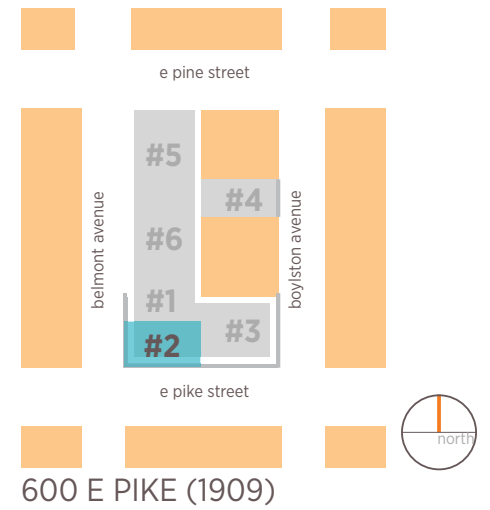 e pine street
#5
#4
belmont avenue
boylston avenue
#6
#1
#3
#2
e pike street
north
600 E PIKE (1909)